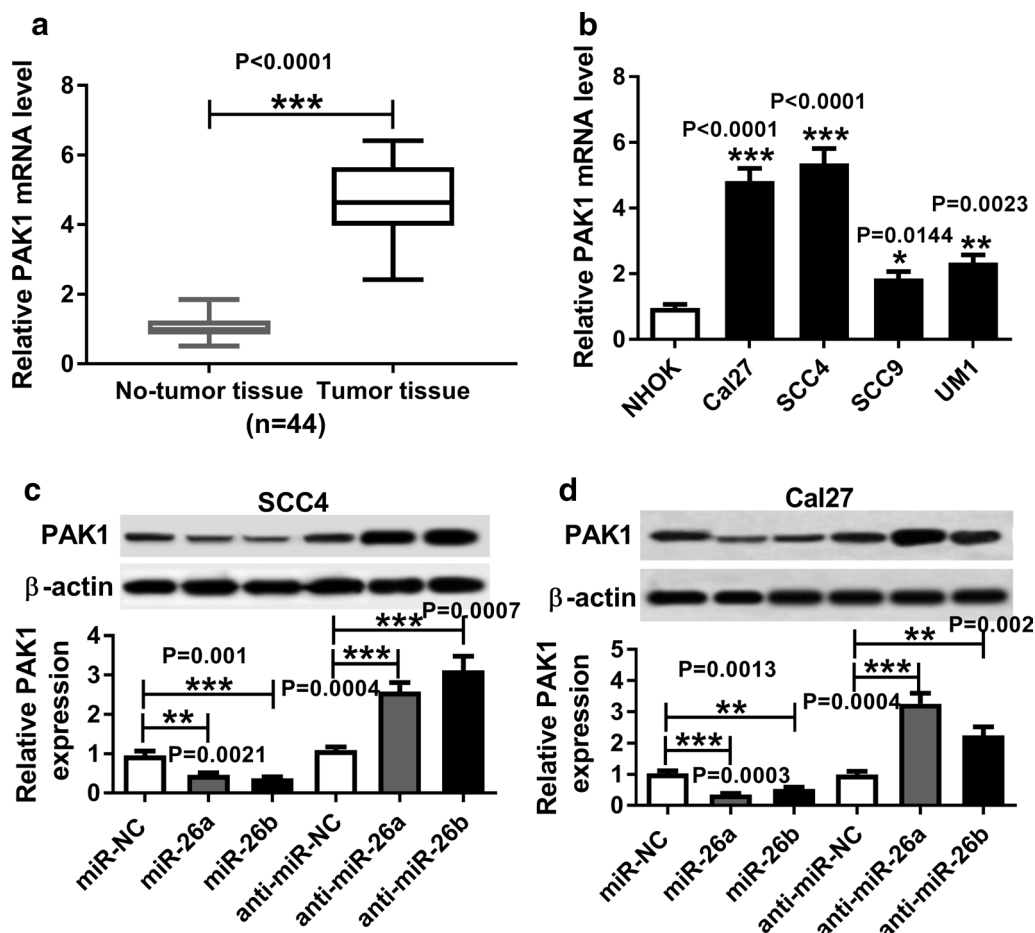 a
P<0.0001
***
Relative PAK1 mRNA level
8
6
4
2
0
No-tumor tissue Tumor tissue
(n=44)
b
Relative PAK1 mRNA level
8
6
4
2
0
P<0.0001
P<0.0001
P=0.0144
P=0.0023
***
***
*
**
NHOK
Cal27
SCC4
SCC9
UM1
c
SCC4
PAK1
β-actin
Relative PAK1
expression
4
3
2
1
0
P=0.0007
***
P=0.001
***
***
P=0.0004
**
P=0.0021
miR-NC
miR-26a
miR-26b
anti-miR-NC
anti-miR-26a
anti-miR-26b
d
Cal27
PAK1
β-actin
Relative PAK1
expression
5
4
3
2
1
0
P=0.002
**
P=0.0013
***
P=0.0004
**
***
P=0.0003
miR-NC
miR-26a
miR-26b
anti-miR-NC
anti-miR-26a
anti-miR-26b